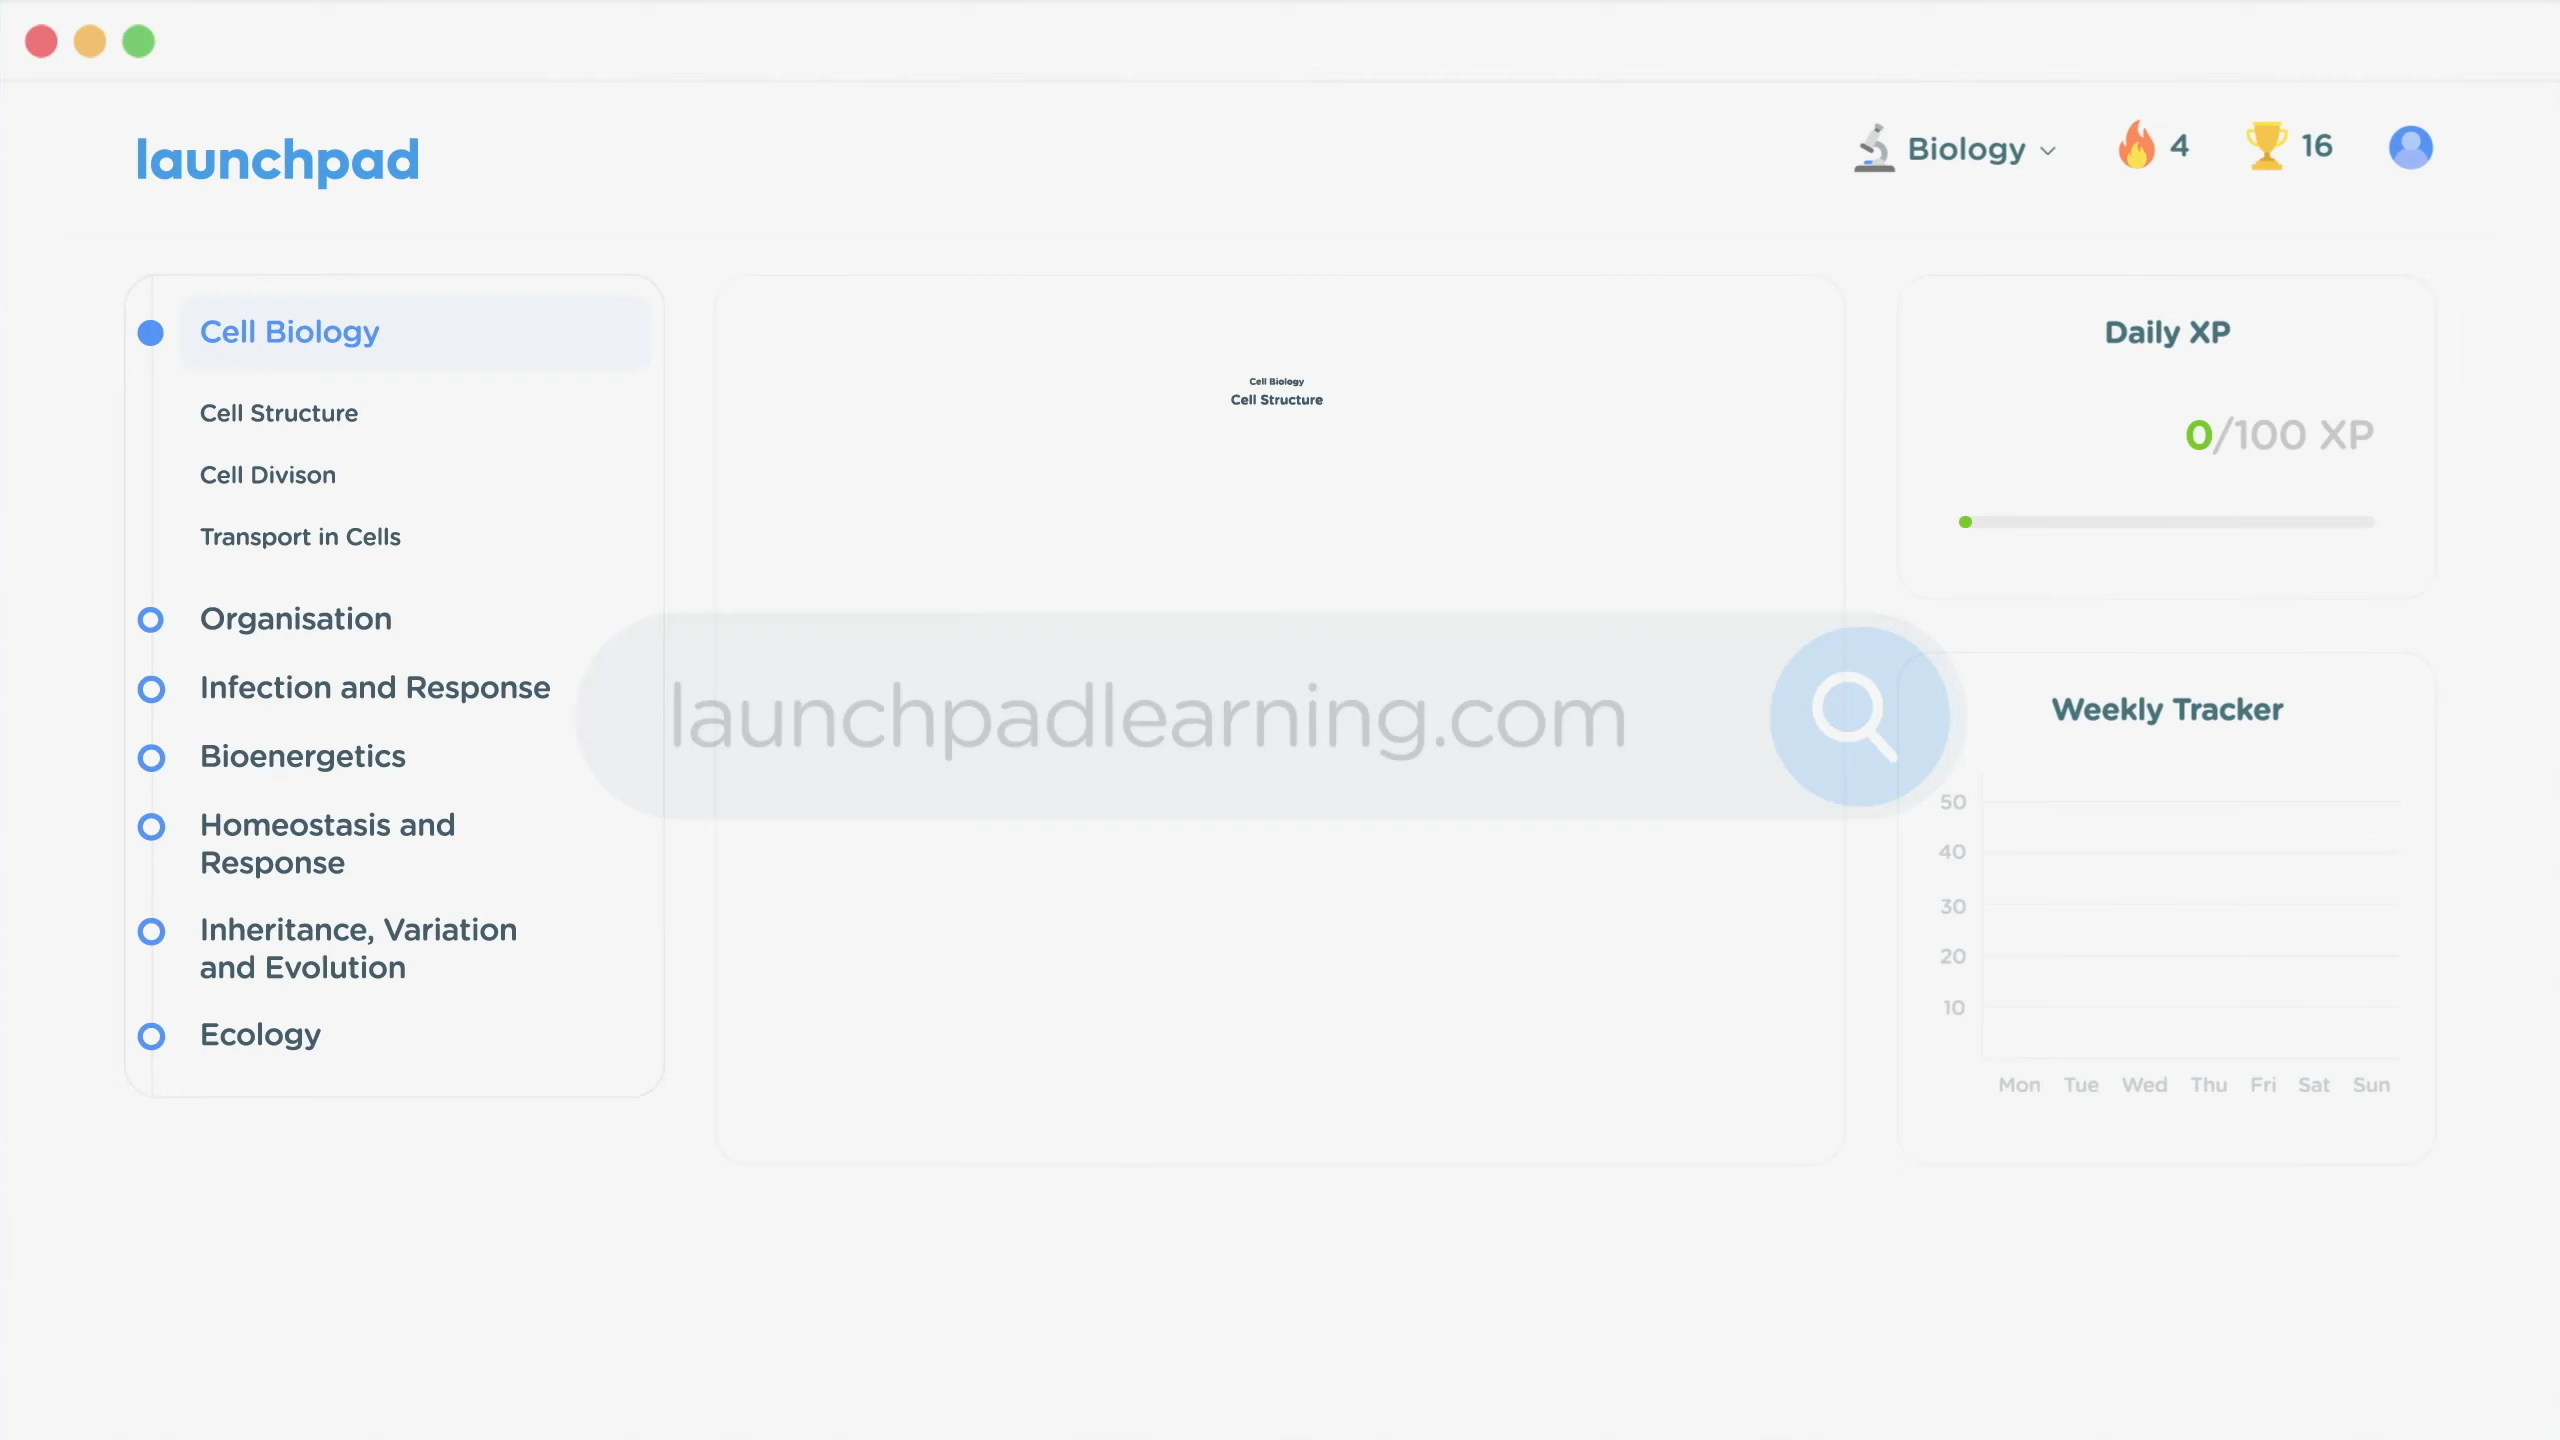 launchpad
Biology
4
16
Cell Biology
Cell Structure
Cell Divison
Transport in Cells
Organisation
Infection and Response
Bioenergetics
Homeostasis and
Response
Inheritance, Variation
and Evolution
Ecology
Cell Biology
Cell Structure
launchpadlearning.com
Daily XP
0/100 XP
Weekly Tracker
50
40
30
20
10
Mon Tue Wed Thu Fri Sat Sun